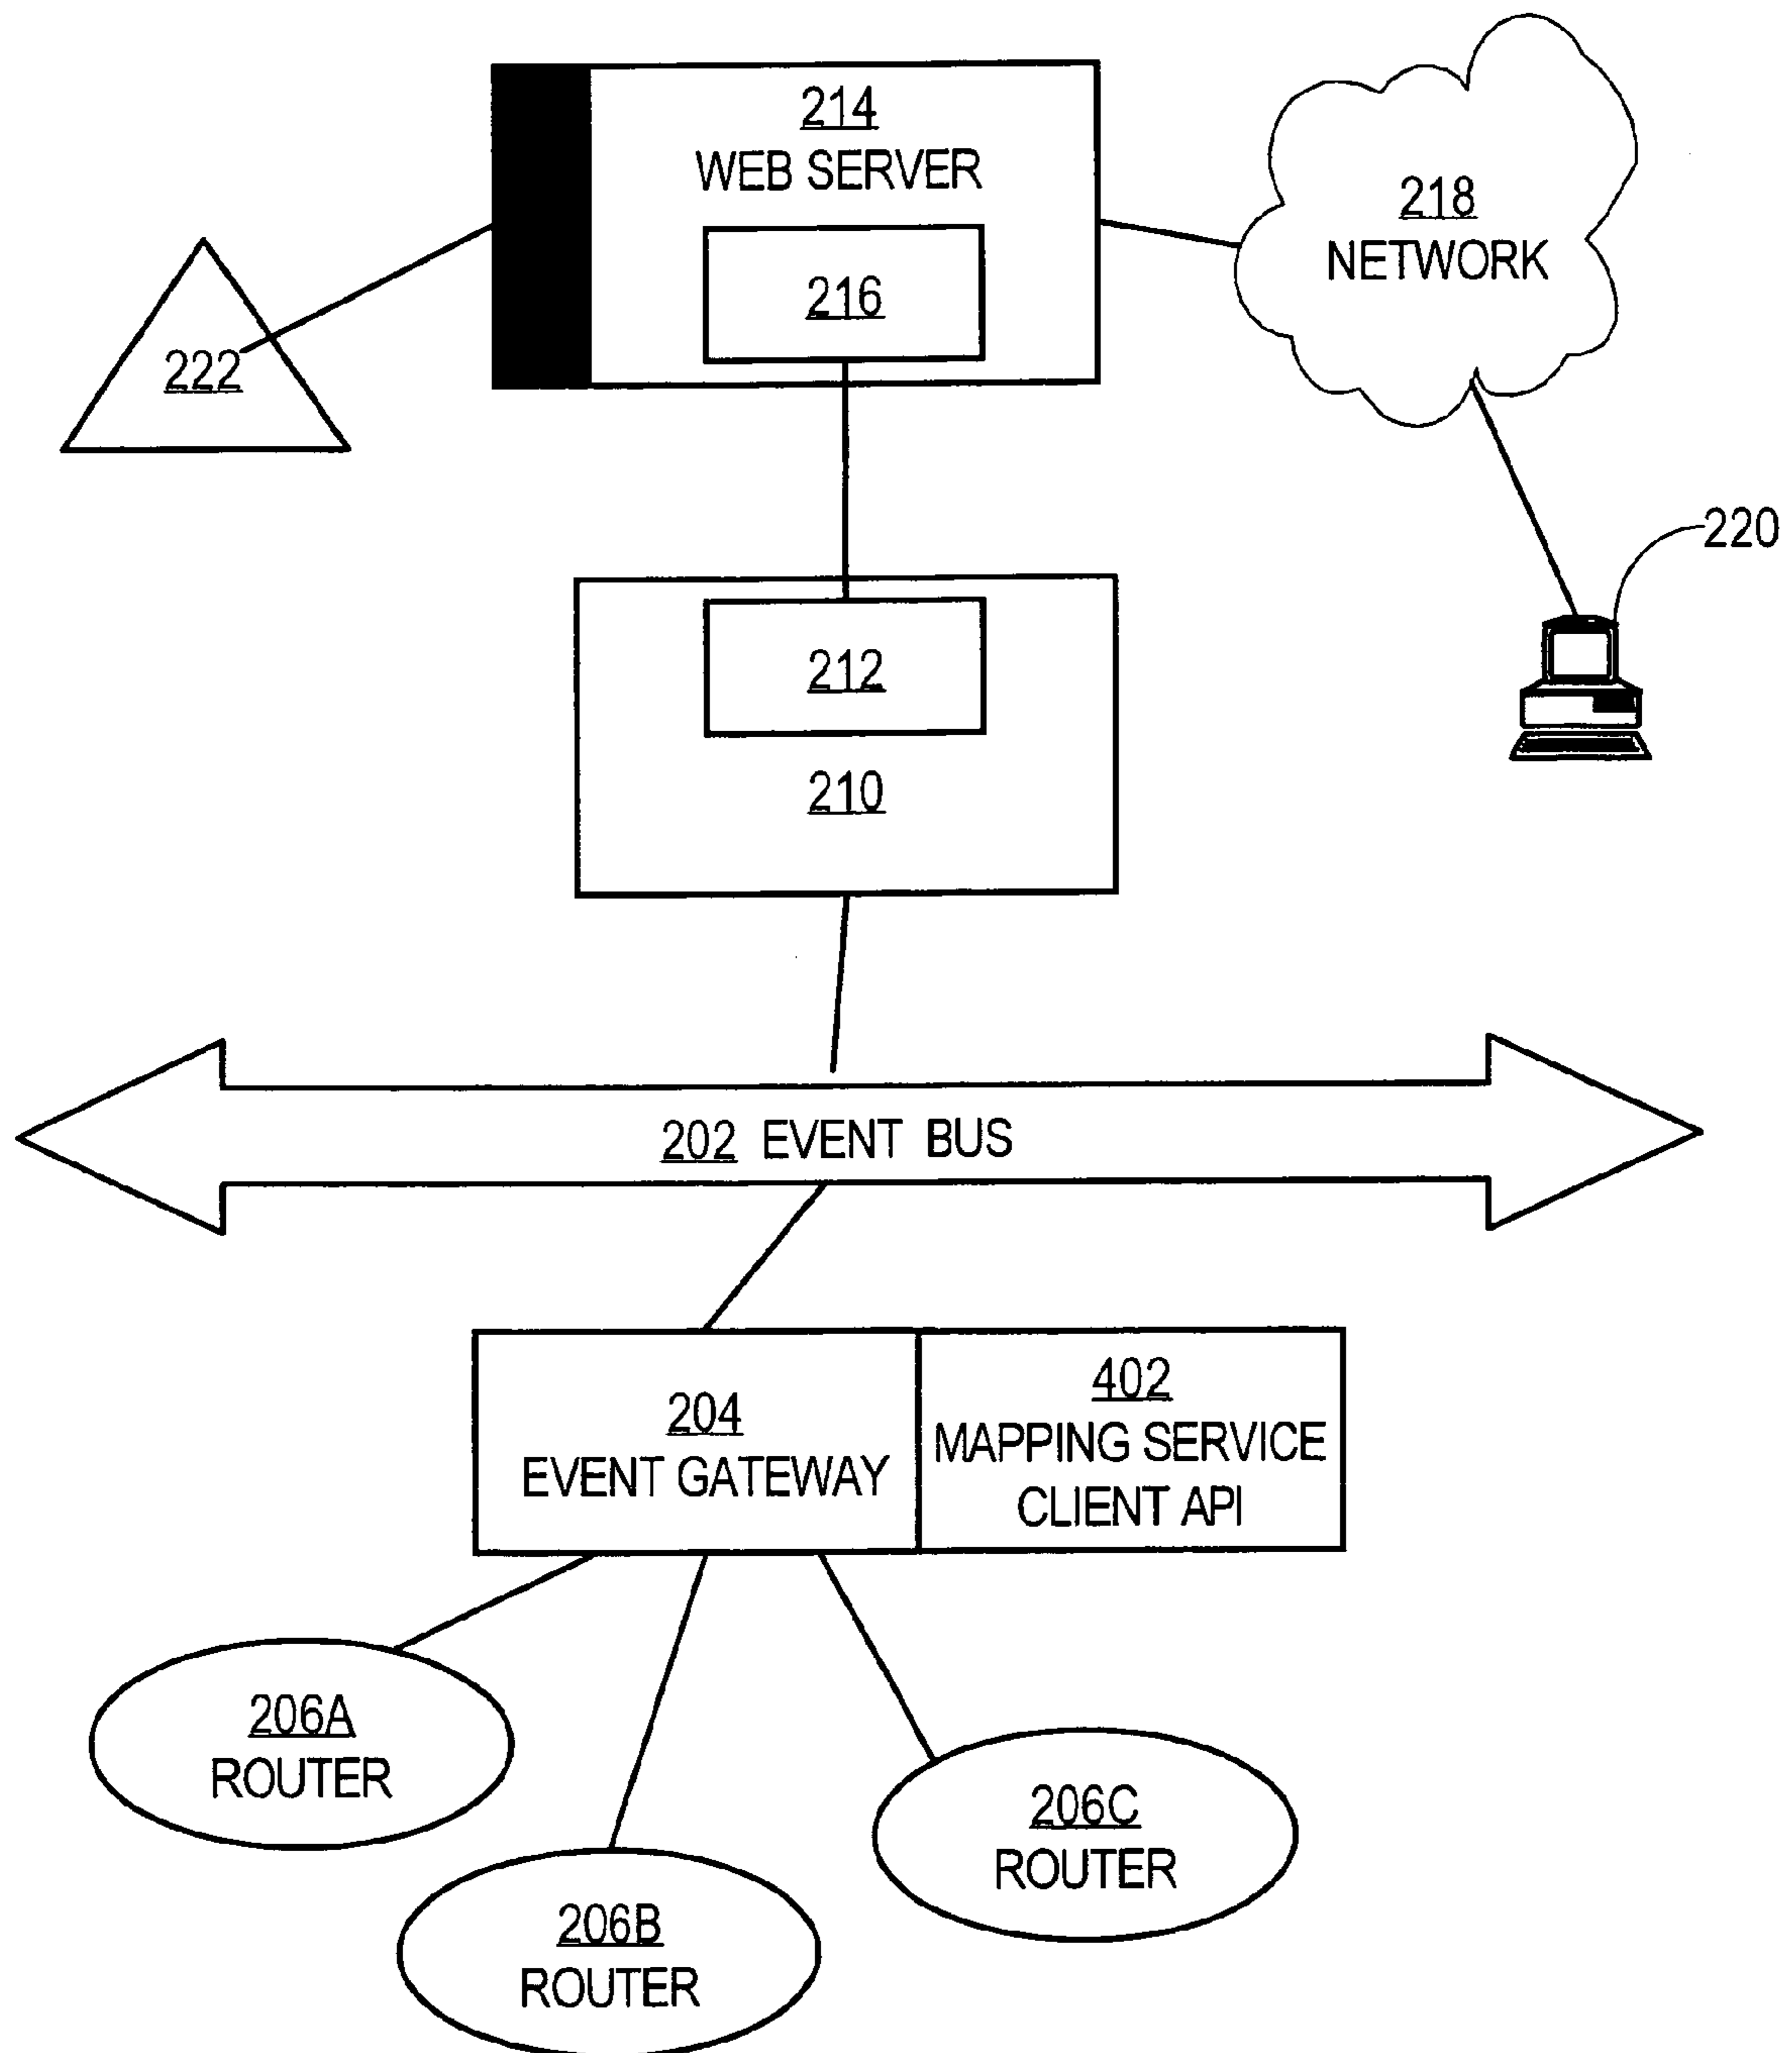 214
WEB SERVER
216
218
NETWORK
222
220
212
210
202 EVENT BUS
204
EVENT GATEWAY
402
MAPPING SERVICE
CLIENT API
206A
ROUTER
206C
ROUTER
206B
ROUTER